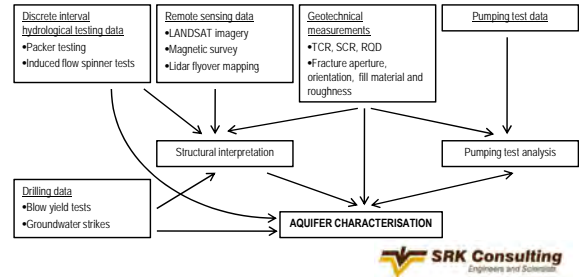 Discrete interval
hydrological testing data
•Packer testing
•Induced flow spinner tests
Remote sensing data
•LANDSAT imagery
•Magnetic survey
•Lidar flyover mapping
Geotechnical
measurements
•TCR, SCR, RQD
•Fracture aperture,
orientation, fill material and
roughness
Pumping test data
Structural interpretation
Pumping test analysis
Drilling data
•Blow yield tests
•Groundwater strikes
AQUIFER CHARACTERISATION
SRK Consulting
Engineers and Scientists